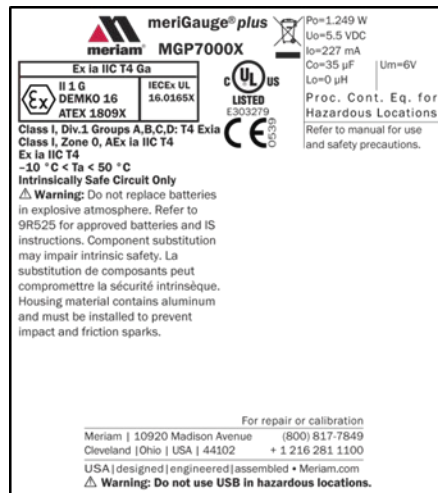 meriam
meriGauge® plus
MGP7000X
Po=1.249 W
Uo=5.5 VDC
Io=227 mA
Co=35 µF
Um=6V
Lo=0 µH
Proc. Cont. Eq. for
Hazardous Locations
Refer to manual for use
and safety precautions.
Ex ia IIC T4 Ga
Ex
II 1 G
DEMKO 16
ATEX 1809X
IECEx UL
16.0165X
C UL US
LISTED
E303279
CE
0539
Class I, Div.1 Groups A,B,C,D: T4 Exia
Class I, Zone 0, AEx ia IIC T4
Ex ia IIC T4
–10 °C < Ta < 50 °C
Intrinsically Safe Circuit Only
⚠ Warning: Do not replace batteries
in explosive atmosphere. Refer to
9R525 for approved batteries and IS
instructions. Component substitution
may impair intrinsic safety. La
substitution de composants peut
compromettre la sécurité intrinsèque.
Housing material contains aluminum
and must be installed to prevent
impact and friction sparks.
For repair or calibration
Meriam | 10920 Madison Avenue (800) 817-7849
Cleveland |Ohio | USA | 44102 + 1 216 281 1100
USA|designed|engineered|assembled • Meriam.com
⚠ Warning: Do not use USB in hazardous locations.